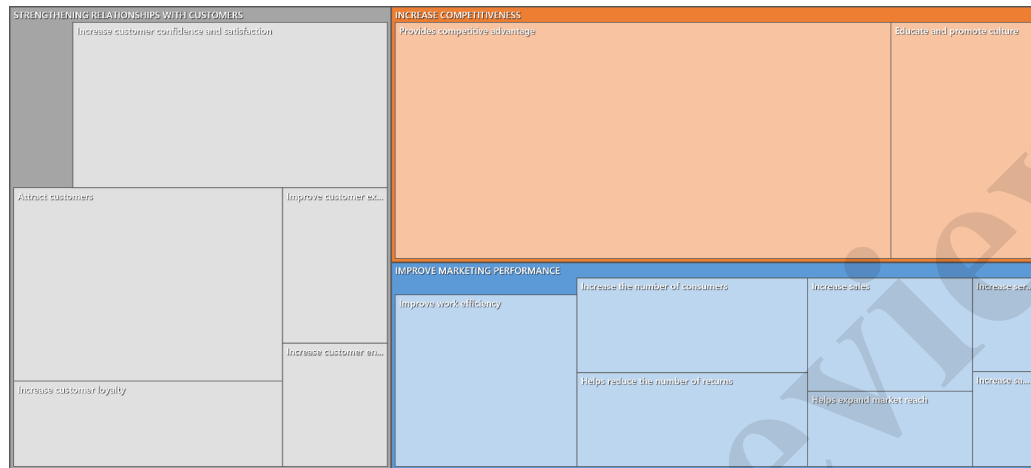 STRENGTHENING RELATIONSHIPS WITH CUSTOMERS
Increase customer confidence and satisfaction
Attract customers
Improve customer ex...
Increase customer en...
Increase customer loyalty
INCREASE COMPETITIVENESS
Provides competitive advantage
Educate and promote culture
IMPROVE MARKETING PERFORMANCE
Improve work efficiency
Increase the number of consumers
Increase sales
Increase ser...
Helps reduce the number of returns
Helps expand market reach
Increase su...